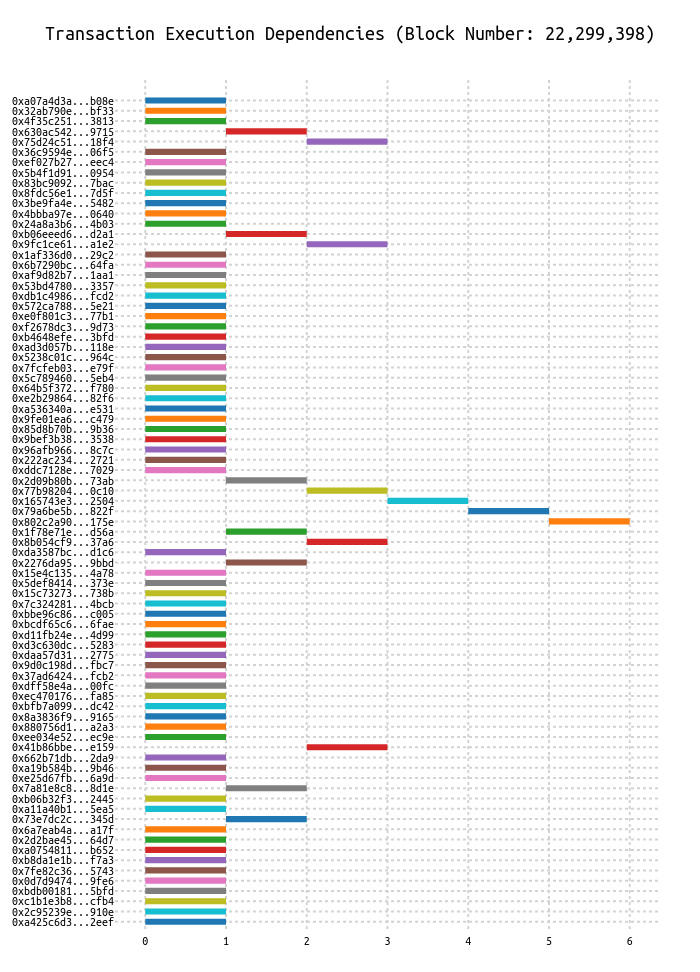 Transaction Execution Dependencies (Block Number: 22,299,398)
0xa07a4d3a...b08e
0x32ab790e...bf33
0x4f35c251...3813
0x630ac542...9715
0x75d24c51...18f4
0x36c9594e...06f5
0xef027b27...eec4
0x5b4f1d91...0954
0x83bc9092...7bac
0x8fdc56e1...7d5f
0x3be9fa4e...5482
0x4bbba97e...0640
0x24a8a3b6...4b03
0xb06eeed6...d2a1
0x9fc1ce61...a1e2
0x1af336d0...29c2
0x6b7290bc...64fa
0xaf9d82b7...1aa1
0x53bd4780...3357
0xdb1c4986...fcd2
0x572ca788...5e21
0xe0f801c3...77b1
0xf2678dc3...9d73
0xb4648efe...3bfd
0xad3d057b...118e
0x5238c01c...964c
0x7fcfeb03...e79f
0x5c789460...5eb4
0x64b5f372...f780
0xe2b29864...82f6
0xa536340a...e531
0x9fe01ea6...c479
0x85d8b70b...9b36
0x9bef3b38...3538
0x96afb966...8c7c
0x222ac234...2721
0xddc7128e...7029
0x2d09b80b...73ab
0x77b98204...0c10
0x165743e3...2504
0x79a6be5b...822f
0x802c2a90...175e
0x1f78e71e...d56a
0x8b054cf9...37a6
0xda3587bc...d1c6
0x2276da95...9bbd
0x15e4c135...4a78
0x5def8414...373e
0x15c73273...738b
0x7c324281...4bcb
0xbbe96c86...c005
0xbcdf65c6...6fae
0xd11fb24e...4d99
0xd3c630dc...5283
0xdaa57d31...2775
0x9d0c198d...fbc7
0x37ad6424...fcb2
0xdff58e4a...00fc
0xec470176...fa85
0xbfb7a099...dc42
0x8a3836f9...9165
0x880756d1...a2a3
0xee034e52...ec9e
0x41b86bbe...e159
0x662b71db...2da9
0xa19b584b...9b46
0xe25d67fb...6a9d
0x7a81e8c8...8d1e
0xb06b32f3...2445
0xa11a40b1...5ea5
0x73e7dc2c...345d
0x6a7eab4a...a17f
0x2d2bae45...64d7
0xa0754811...b652
0xb8da1e1b...f7a3
0x7fe82c36...5743
0x0d7d9474...9fe6
0xbdb00181...5bfd
0xc1b1e3b8...cfb4
0x2c95239e...910e
0xa425c6d3...2eef
0 1 2 3 4 5 6